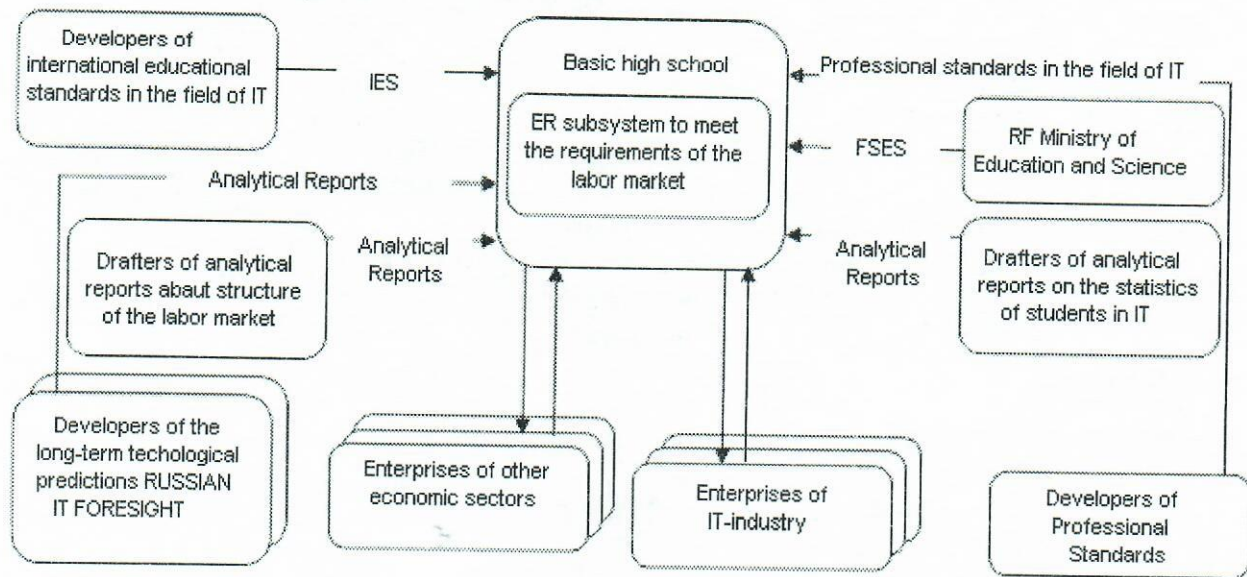 Developers of
international educational
standards in the field of IT
IES
Basic high school
ER subsystem to meet
the requirements of the
labor market
Professional standards in the field of IT
FSES
RF Ministry of
Education and Science
Analytical Reports
Drafters of analytical
reports abaut structure
of the labor market
Analytical
Reports
Analytical
Reports
Drafters of analytical
reports on the statistics
of students in IT
Developers of the
long-term techological
predictions RUSSIAN
IT FORESIGHT
Enterprises of other
economic sectors
Enterprises of
IT-industry
Developers of
Professional
Standards